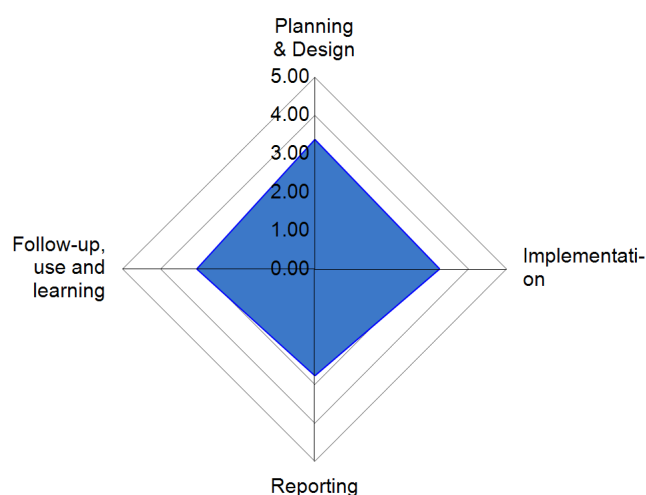 Planning
& Design
5.00
4.00
3.00
2.00
1.00
0.00
Follow-up,
use and
learning
Implementati-
on
Reporting